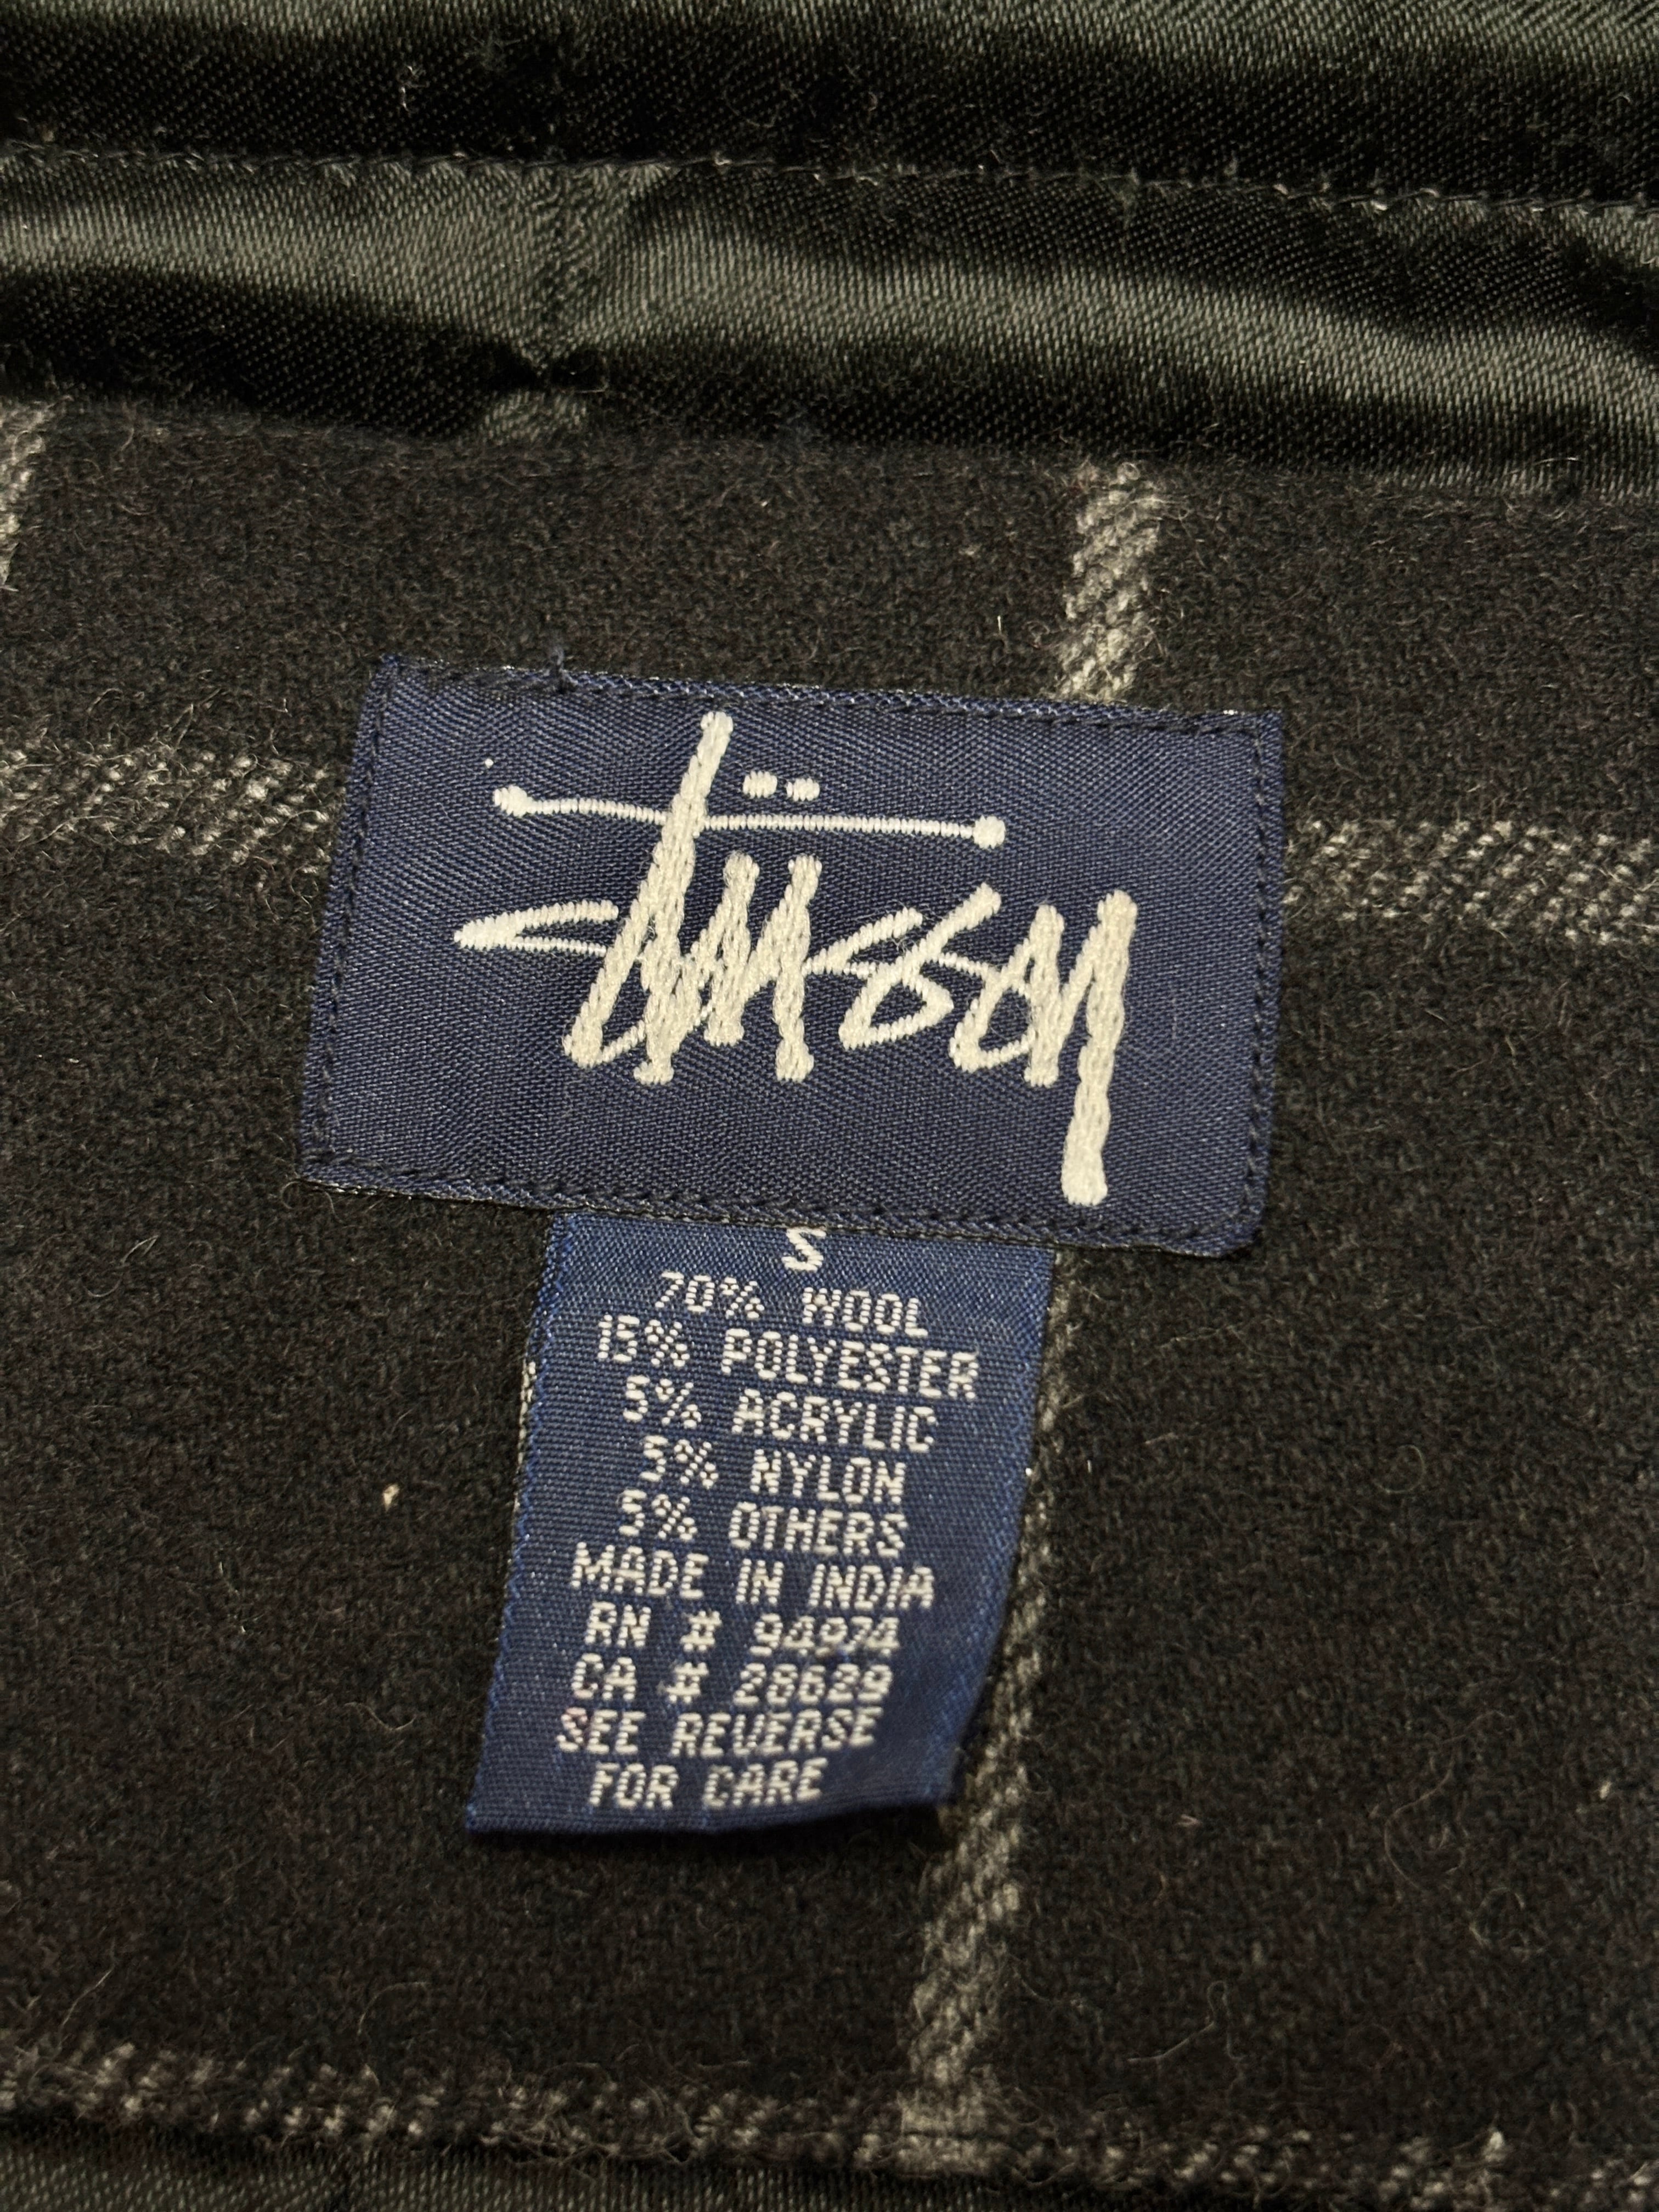 Stüssy
S
70% WOOL
15% POLYESTER
5% ACRYLIC
5% NYLON
5% OTHERS
MADE IN INDIA
RN # 94974
CA # 28689
SEE REVERSE
FOR CARE